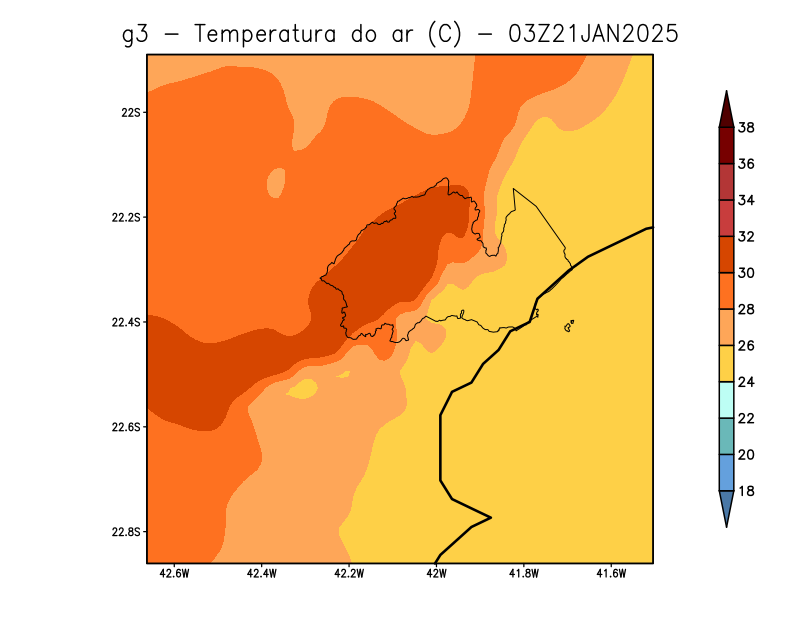 g3 − Temperatura do ar (C) − 03Z21JAN2025
22S
22.2S
22.4S
22.6S
22.8S
42.6W
42.4W
42.2W
42W
41.8W
41.6W
38
36
34
32
30
28
26
24
22
20
18